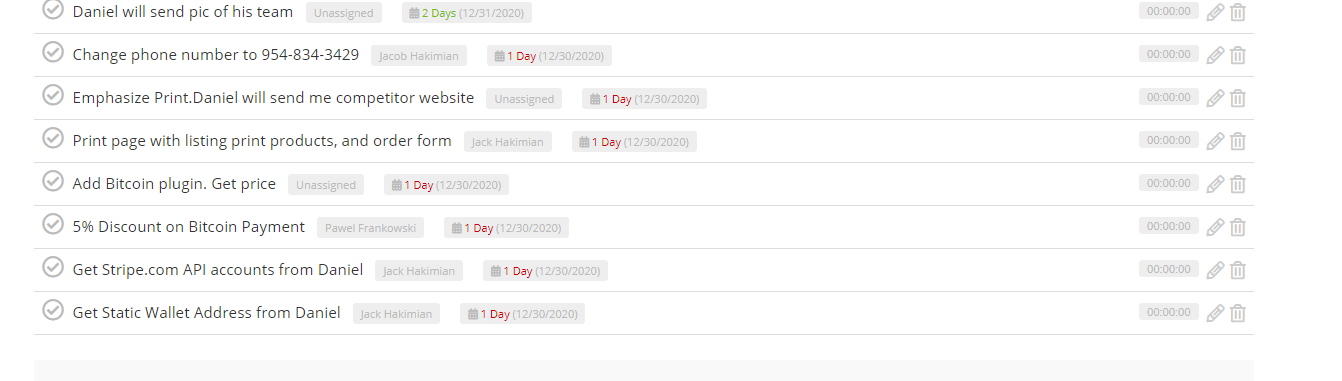 Daniel will send pic of his team Unassigned 2 Days (12/31/2020) 00:00:00
Change phone number to 954-834-3429 Jacob Hakimian 1 Day (12/30/2020) 00:00:00
Emphasize Print.Daniel will send me competitor website Unassigned 1 Day (12/30/2020) 00:00:00
Print page with listing print products, and order form Jack Hakimian 1 Day (12/30/2020) 00:00:00
Add Bitcoin plugin. Get price Unassigned 1 Day (12/30/2020) 00:00:00
5% Discount on Bitcoin Payment Pawel Frankowski 1 Day (12/30/2020) 00:00:00
Get Stripe.com API accounts from Daniel Jack Hakimian 1 Day (12/30/2020) 00:00:00
Get Static Wallet Address from Daniel Jack Hakimian 1 Day (12/30/2020) 00:00:00